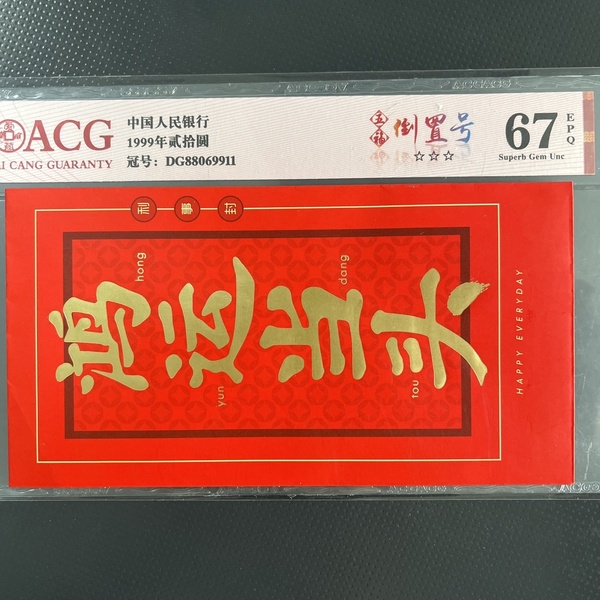 ACG
I CANG GUARANTY
中国人民银行
1999年贰拾圆
冠号：DG88069911
五福 倒置号
☆☆☆
67
EPQ
Superb Gem Unc
利事封
鸿运当头
hong
yun
dang
tou
HAPPY EVERYDAY